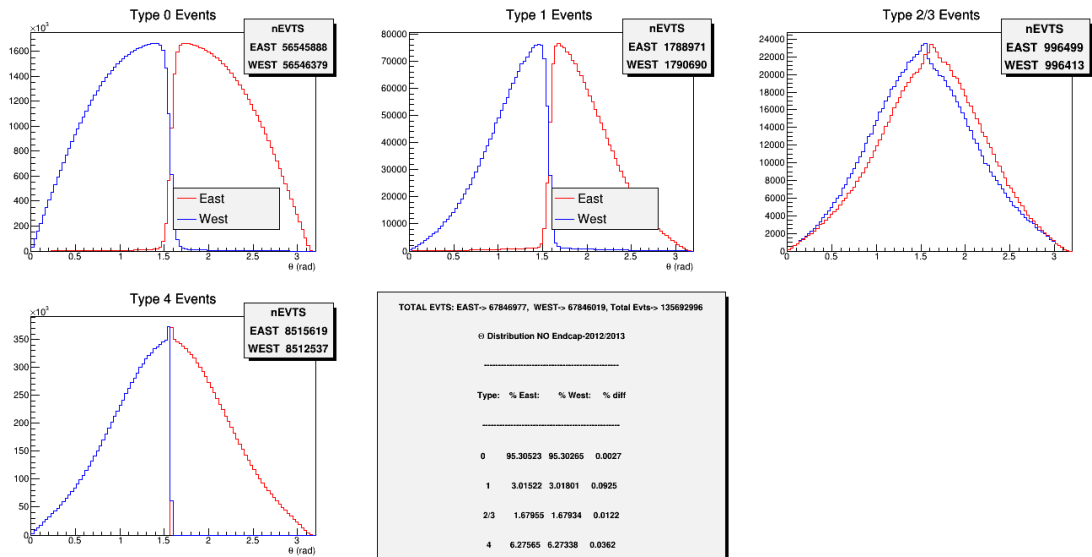 Type 0 Events
×10³
nEVTS
EAST 56545888
WEST 56546379
1600
1400
1200
1000
800
600
400
200
0
East
West
0 0.5 1 1.5 2 2.5 3
θ (rad)
Type 1 Events
nEVTS
EAST 1788971
WEST 1790690
80000
70000
60000
50000
40000
30000
20000
10000
0
East
West
0 0.5 1 1.5 2 2.5 3
θ (rad)
Type 2/3 Events
nEVTS
EAST 996499
WEST 996413
24000
22000
20000
18000
16000
14000
12000
10000
8000
6000
4000
2000
0
0 0.5 1 1.5 2 2.5 3
θ (rad)
Type 4 Events
×10³
nEVTS
EAST 8515619
WEST 8512537
350
300
250
200
150
100
50
0
0 0.5 1 1.5 2 2.5 3
θ (rad)
TOTAL EVTS: EAST-> 67846977, WEST-> 67846019, Total Evts-> 135692996
Θ Distribution NO Endcap-2012/2013
------------------------------------------------
Type: % East: % West: % diff
------------------------------------------------
0 95.30523 95.30265 0.0027
1 3.01522 3.01801 0.0925
2/3 1.67955 1.67934 0.0122
4 6.27565 6.27338 0.0362